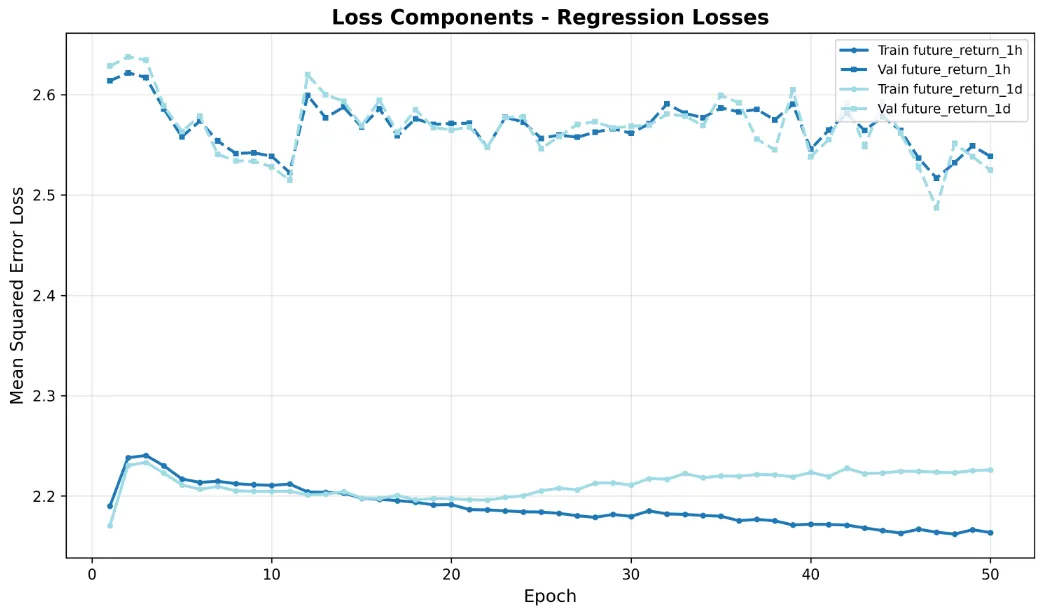 Loss Components - Regression Losses
Train future_return_1h
Val future_return_1h
Train future_return_1d
Val future_return_1d
Mean Squared Error Loss
2.6
2.5
2.4
2.3
2.2
0 10 20 30 40 50
Epoch